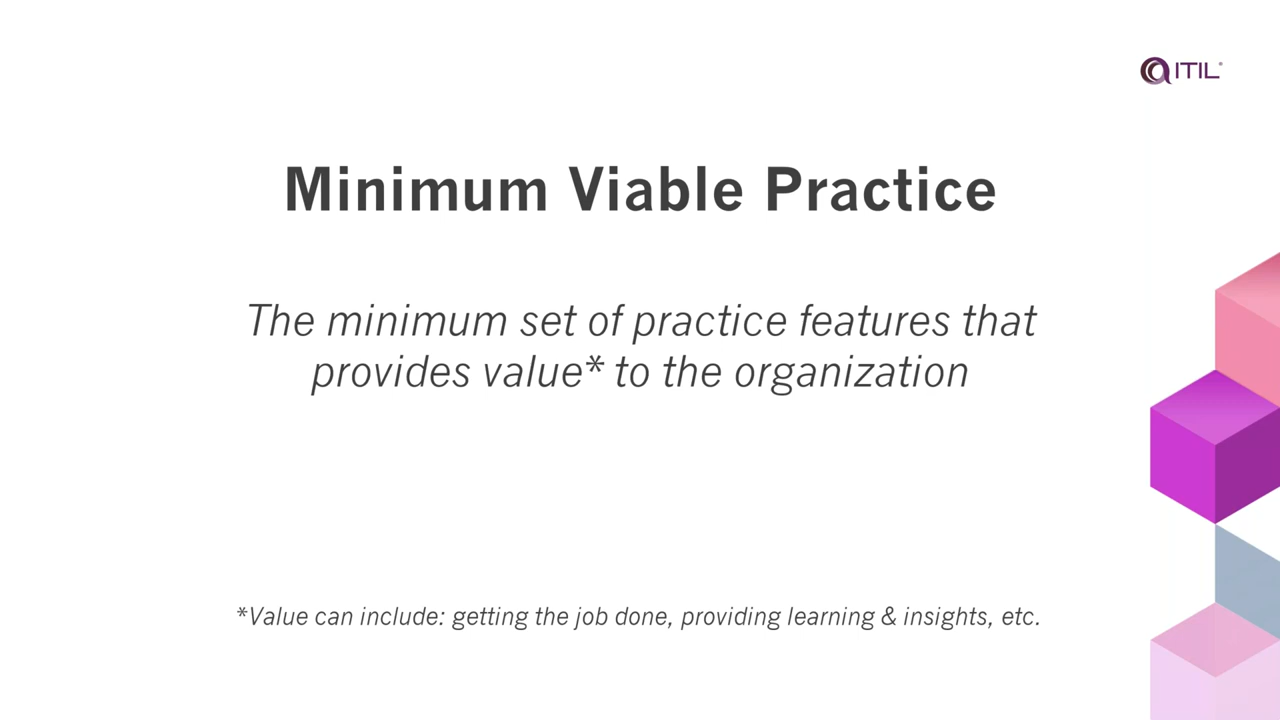 ITIL®
Minimum Viable Practice
The minimum set of practice features that
provides value* to the organization
*Value can include: getting the job done, providing learning & insights, etc.